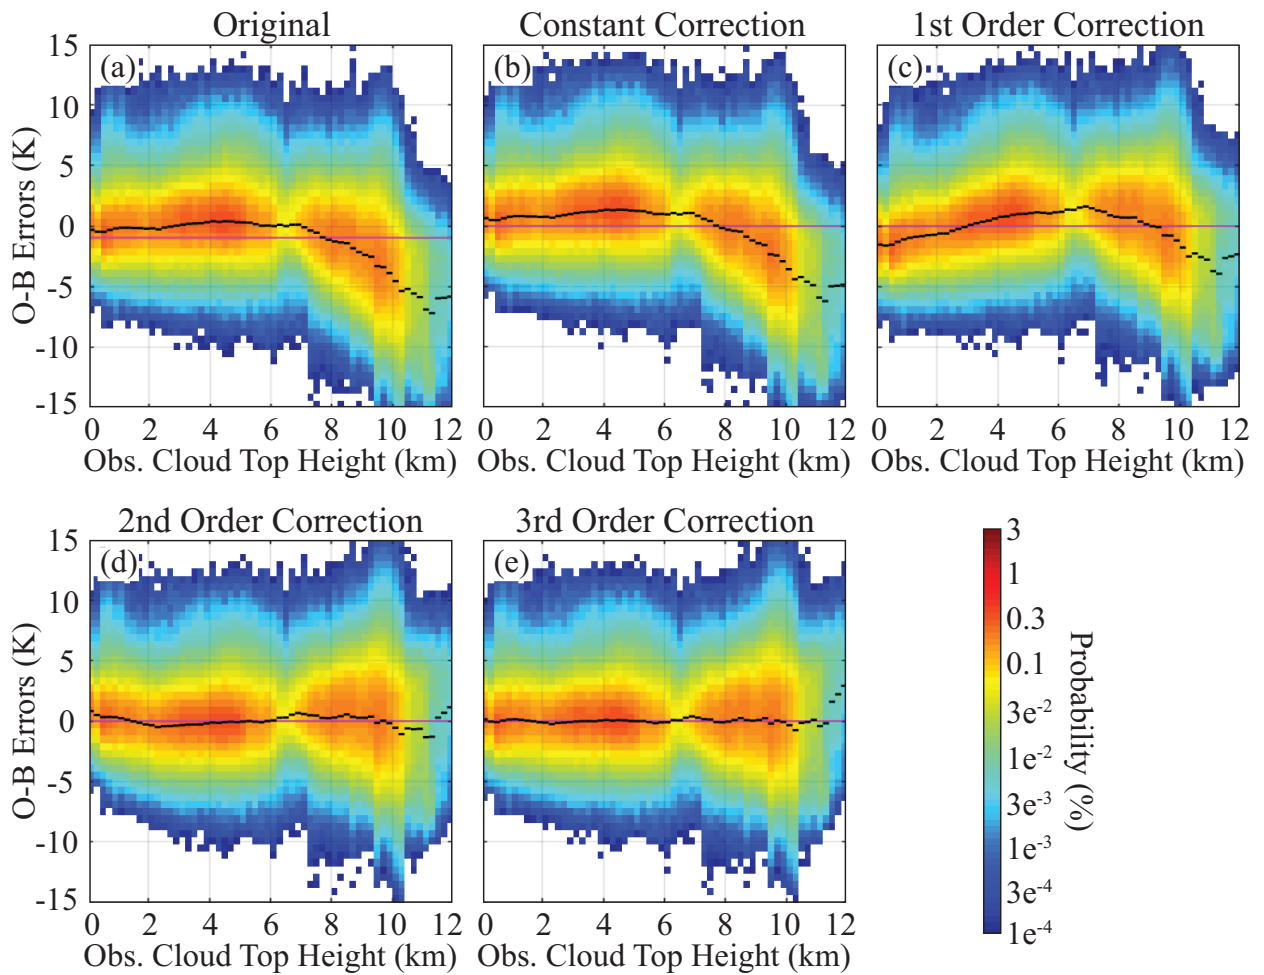 Original
Constant Correction
1st Order Correction
(a)
(b)
(c)
15
10
5
0
-5
-10
-15
O-B Errors (K)
0 2 4 6 8 10 12
0 2 4 6 8 10 12
0 2 4 6 8 10 12
Obs. Cloud Top Height (km)
Obs. Cloud Top Height (km)
Obs. Cloud Top Height (km)
2nd Order Correction
3rd Order Correction
(d)
(e)
15
10
5
0
-5
-10
-15
O-B Errors (K)
0 2 4 6 8 10 12
0 2 4 6 8 10 12
Obs. Cloud Top Height (km)
Obs. Cloud Top Height (km)
3
1
0.3
0.1
3e-2
1e-2
3e-3
1e-3
3e-4
1e-4
Probability (%)